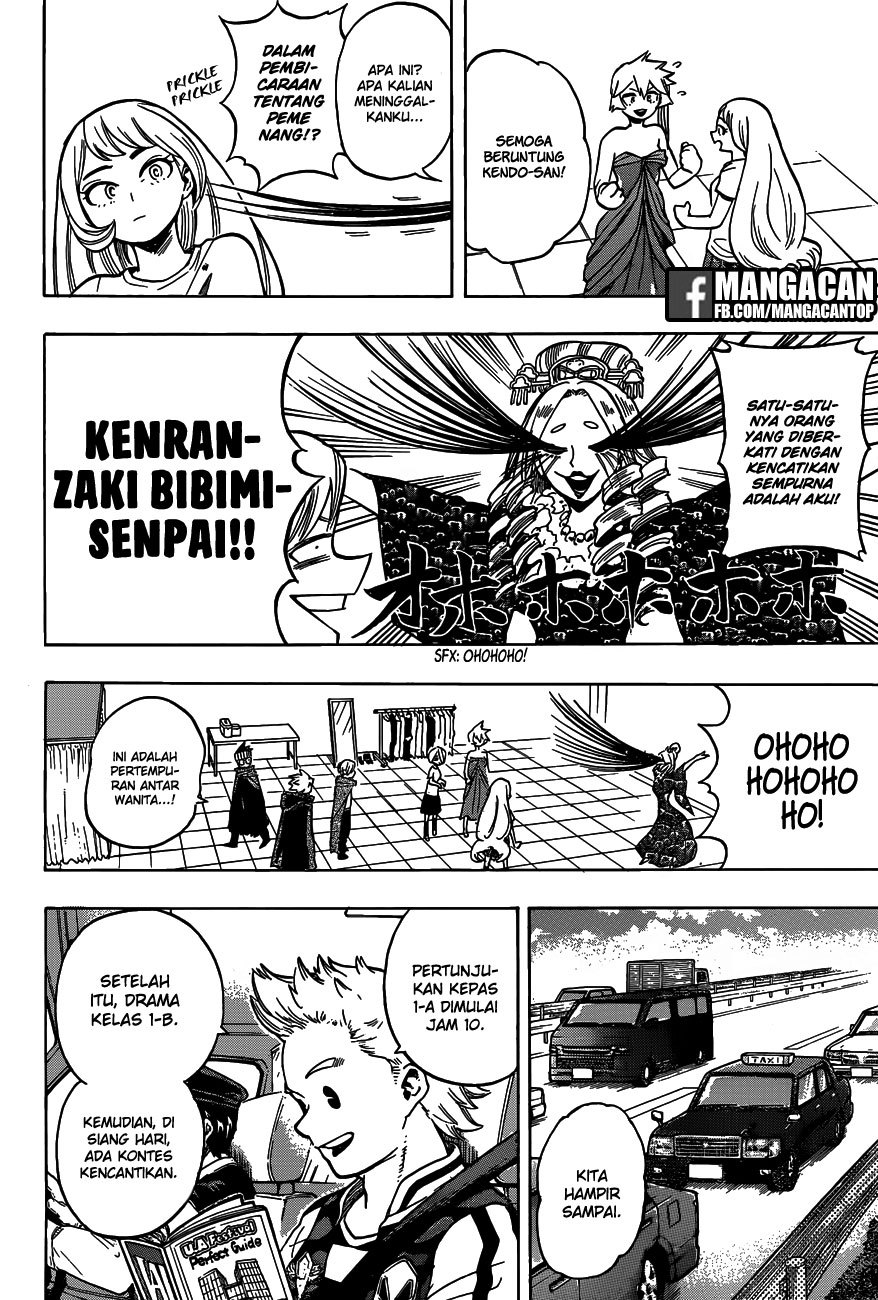 SEMOGA
BERUNTUNG
KENDO-SAN!
APA INI?
APA KALIAN
MENINGGAL-
KANKU...
DALAM
PEMBI-
CARAAN
TENTANG
PEME
NANG!?
PRICKLE
PRICKLE
MANGACAN
FB.COM/MANGACANTOP
SATU-SATU-
NYA ORANG
YANG DIBER-
KATI DENGAN
KENCATIKAN
SEMPURNA
ADALAH AKU!
KENRAN-
ZAKI BIBIMI-
SENPAI!!
オホホホホホ
SFX: OHOHOHO!
OHOHO
HOHOHO
HO!
INI ADALAH
PERTEMPU-
RAN ANTAR
WANITA...!
TAXI
KITA
HAMPIR
SAMPAI.
PERTUNJU-
KAN KEPAS
1-A DIMULAI
JAM 10.
SETELAH
ITU, DRAMA
KELAS 1-B.
KEMUDIAN, DI
SIANG HARI,
ADA KONTES
KENCANTIKAN.
UA Festival
Perfect Guide